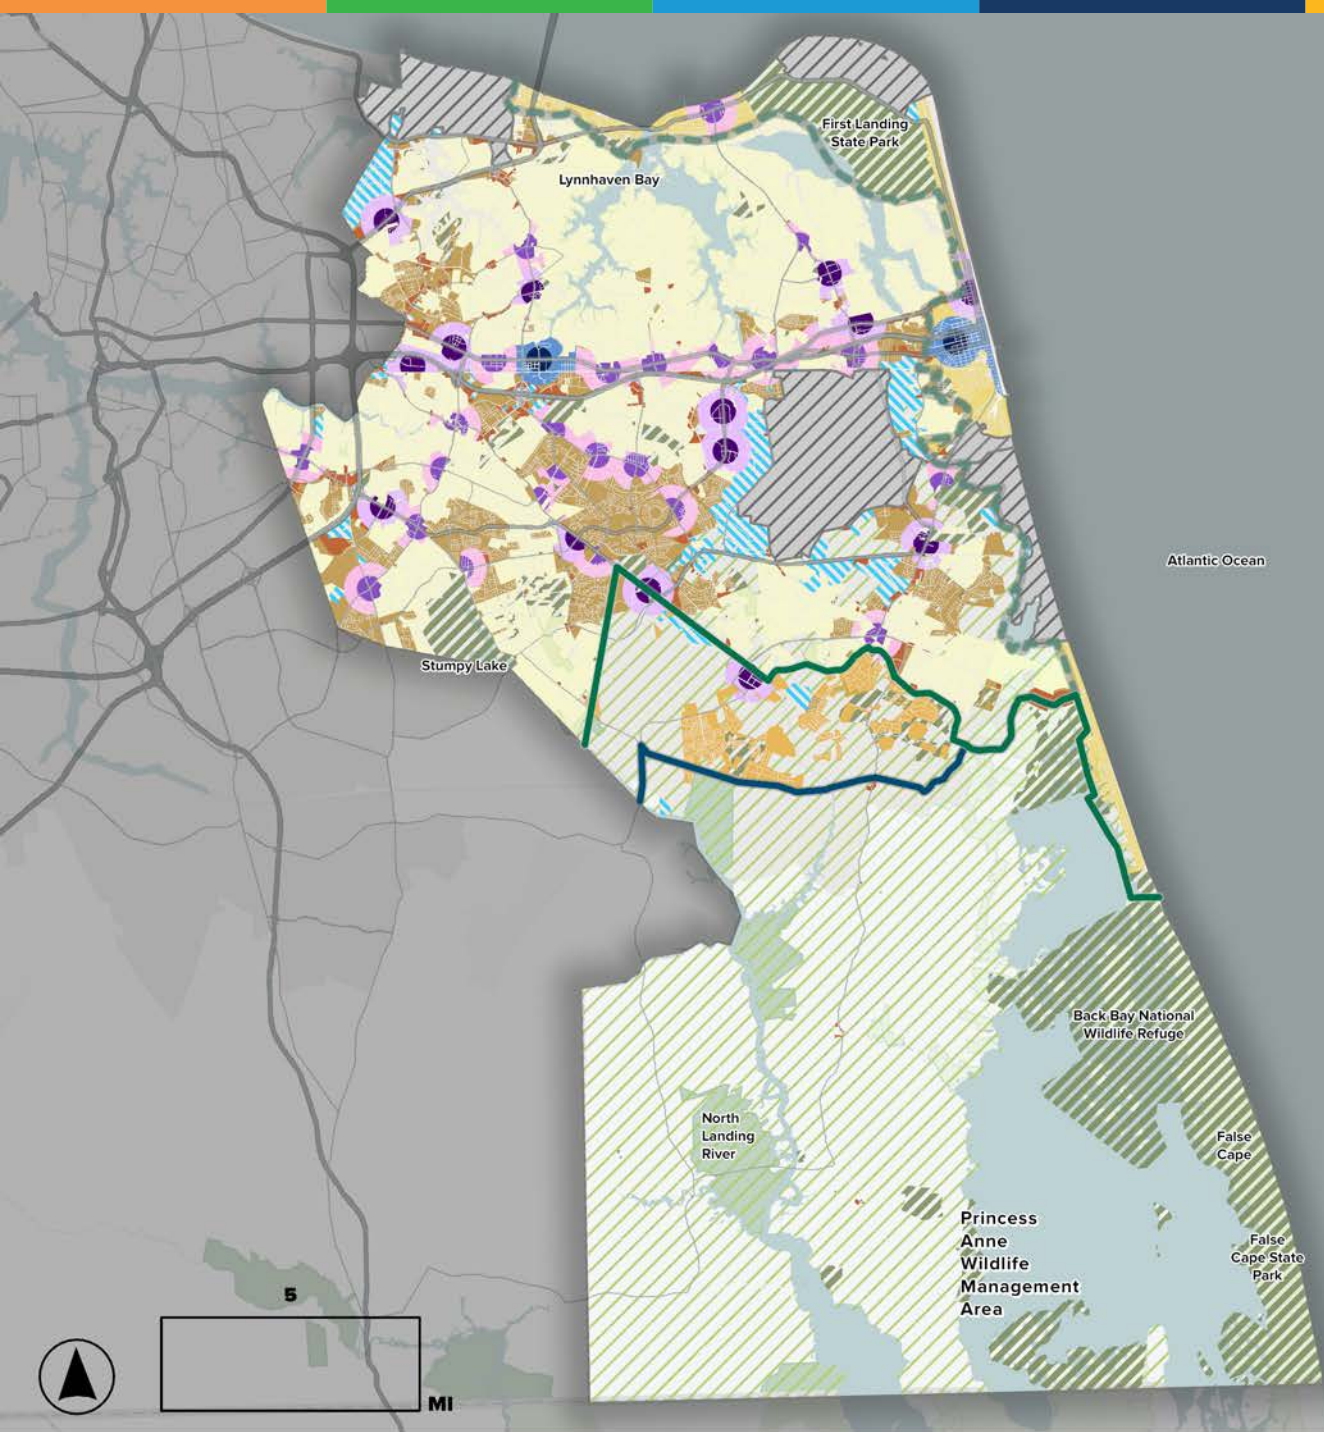 First Landing
State Park
Lynnhaven Bay
Atlantic Ocean
Stumpy Lake
Back Bay National
Wildlife Refuge
North
Landing
River
False
Cape
Princess
Anne
Wildlife
Management
Area
False
Cape State
Park
5
MI